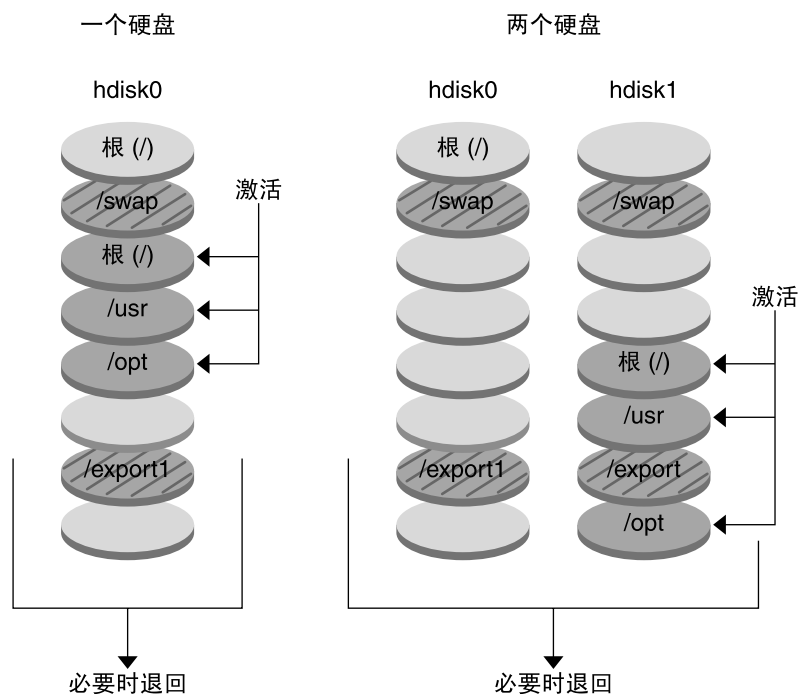 一个硬盘
hdisk0
根 (/)
/swap
激活
根 (/)
/usr
/opt
/export1
必要时退回
两个硬盘
hdisk0
hdisk1
根 (/)
/swap
/swap
激活
根 (/)
/usr
/export1
/export
/opt
必要时退回